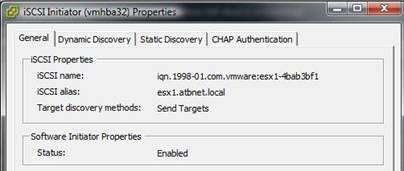 iSCSI Initiator (vmhba32) Properties
General Dynamic Discovery Static Discovery CHAP Authentication
iSCSI Properties
iSCSI name: iqn.1998-01.com.vmware:esx1-4bab3bf1
iSCSI alias: esx1.atbnet.local
Target discovery methods: Send Targets
Software Initiator Properties
Status: Enabled